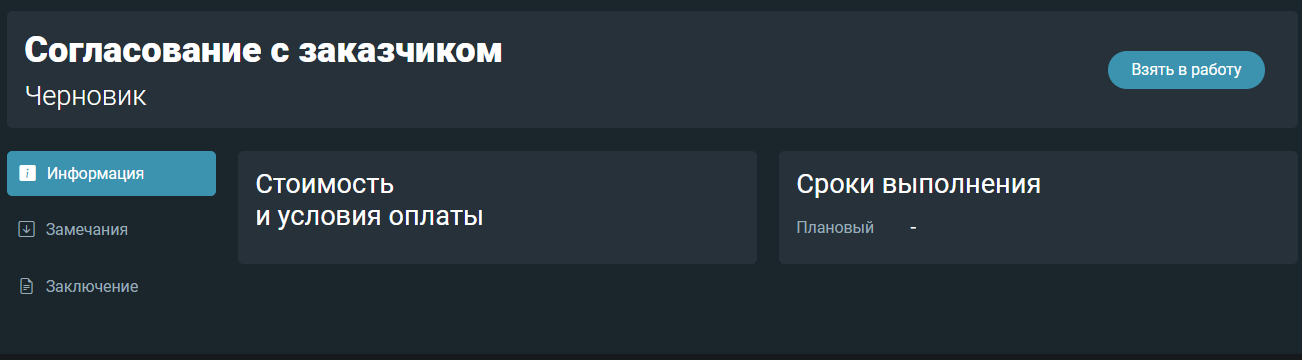 Согласование с заказчиком
Черновик
Взять в работу
Информация
Замечания
Заключение
Стоимость
и условия оплаты
Сроки выполнения
Плановый -